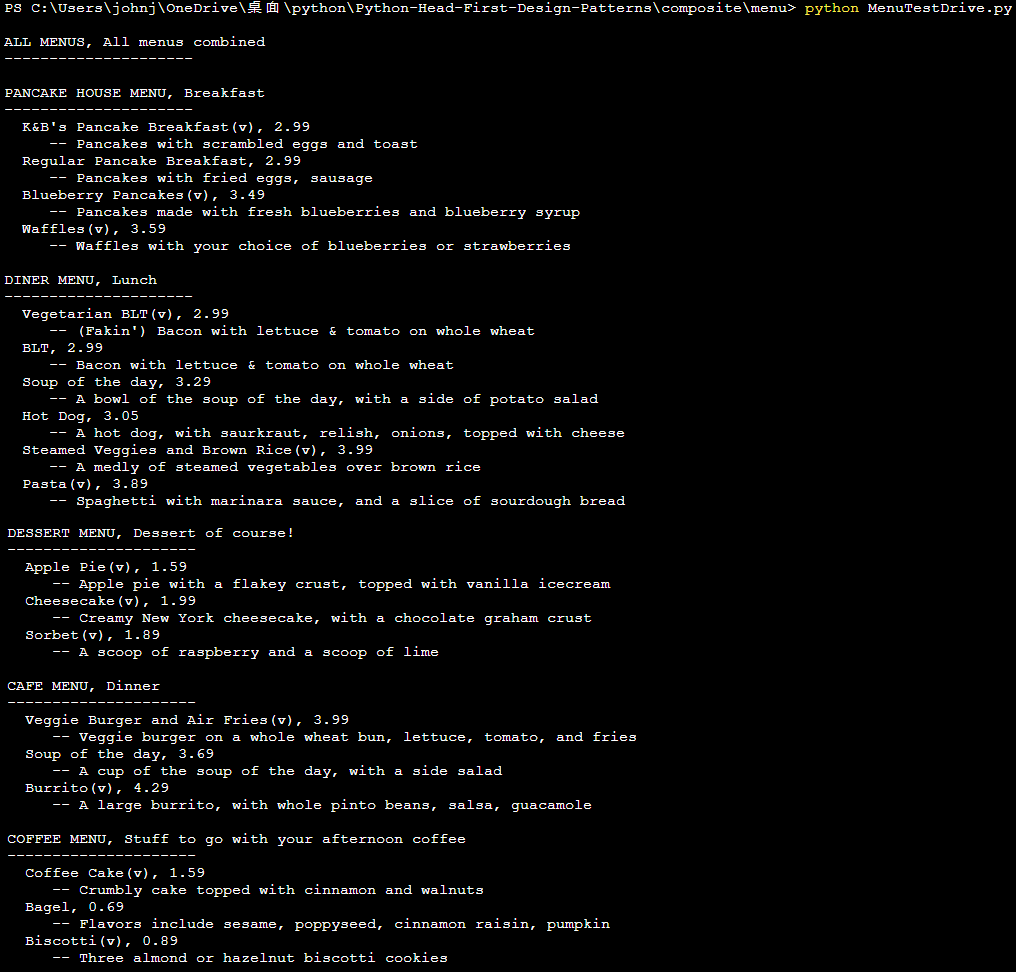 PS C:\Users\johnj\OneDrive\桌面\python\Python-Head-First-Design-Patterns\composite\menu> python MenuTestDrive.py
ALL MENUS, All menus combined
---------------------
PANCAKE HOUSE MENU, Breakfast
---------------------
K&B's Pancake Breakfast(v), 2.99
-- Pancakes with scrambled eggs and toast
Regular Pancake Breakfast, 2.99
-- Pancakes with fried eggs, sausage
Blueberry Pancakes(v), 3.49
-- Pancakes made with fresh blueberries and blueberry syrup
Waffles(v), 3.59
-- Waffles with your choice of blueberries or strawberries
DINER MENU, Lunch
---------------------
Vegetarian BLT(v), 2.99
-- (Fakin') Bacon with lettuce & tomato on whole wheat
BLT, 2.99
-- Bacon with lettuce & tomato on whole wheat
Soup of the day, 3.29
-- A bowl of the soup of the day, with a side of potato salad
Hot Dog, 3.05
-- A hot dog, with saurkraut, relish, onions, topped with cheese
Steamed Veggies and Brown Rice(v), 3.99
-- A medly of steamed vegetables over brown rice
Pasta(v), 3.89
-- Spaghetti with marinara sauce, and a slice of sourdough bread
DESSERT MENU, Dessert of course!
---------------------
Apple Pie(v), 1.59
-- Apple pie with a flakey crust, topped with vanilla icecream
Cheesecake(v), 1.99
-- Creamy New York cheesecake, with a chocolate graham crust
Sorbet(v), 1.89
-- A scoop of raspberry and a scoop of lime
CAFE MENU, Dinner
---------------------
Veggie Burger and Air Fries(v), 3.99
-- Veggie burger on a whole wheat bun, lettuce, tomato, and fries
Soup of the day, 3.69
-- A cup of the soup of the day, with a side salad
Burrito(v), 4.29
-- A large burrito, with whole pinto beans, salsa, guacamole
COFFEE MENU, Stuff to go with your afternoon coffee
---------------------
Coffee Cake(v), 1.59
-- Crumbly cake topped with cinnamon and walnuts
Bagel, 0.69
-- Flavors include sesame, poppyseed, cinnamon raisin, pumpkin
Biscotti(v), 0.89
-- Three almond or hazelnut biscotti cookies